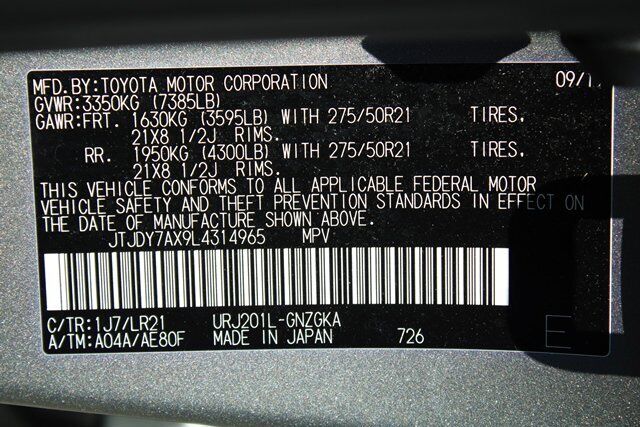 MFD.BY:TOYOTA MOTOR CORPORATION 09/1
GVWR:3350KG (7385LB)
GAWR:FRT. 1630KG (3595LB) WITH 275/50R21 TIRES,
21X8 1/2J RIMS.
RR. 1950KG (4300LB) WITH 275/50R21 TIRES,
21X8 1/2J RIMS.
THIS VEHICLE CONFORMS TO ALL APPLICABLE FEDERAL MOTOR
VEHICLE SAFETY AND THEFT PREVENTION STANDARDS IN EFFECT ON
THE DATE OF MANUFACTURE SHOWN ABOVE.
JTJDY7AX9L4314965 MPV
C/TR:1J7/LR21 URJ201L-GNZGKA
A/TM:A04A/AE80F MADE IN JAPAN 726 E